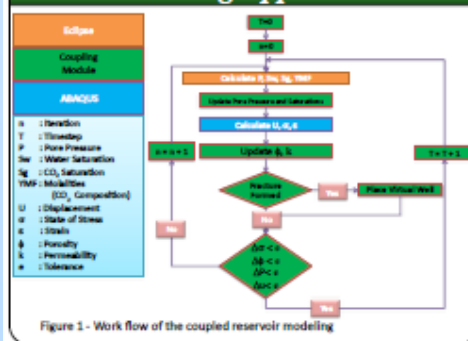 Eclipse
Coupling
Module
ABAQUS
n : Iteration
T : Timestep
P : Pore Pressure
Sw : Water Saturation
Sg : CO₂ Saturation
YMF : Molalities
(CO₂ Composition)
U : Displacement
σ : State of Stress
ε : Strain
ϕ : Porosity
k : Permeability
e : Tolerance
T=0
n=0
Calculate P, Sw, Sg, YMF
Update Pore Pressure and Saturations
Calculate U, σ, ε
n = n + 1
Update ϕ, k
T = T + 1
Fracture
Formed
Yes
Place Virtual Well
No
No
Δσ < e
Δϕ < e
ΔP < e
Δu < e
Yes
Figure 1 - Work flow of the coupled reservoir modeling